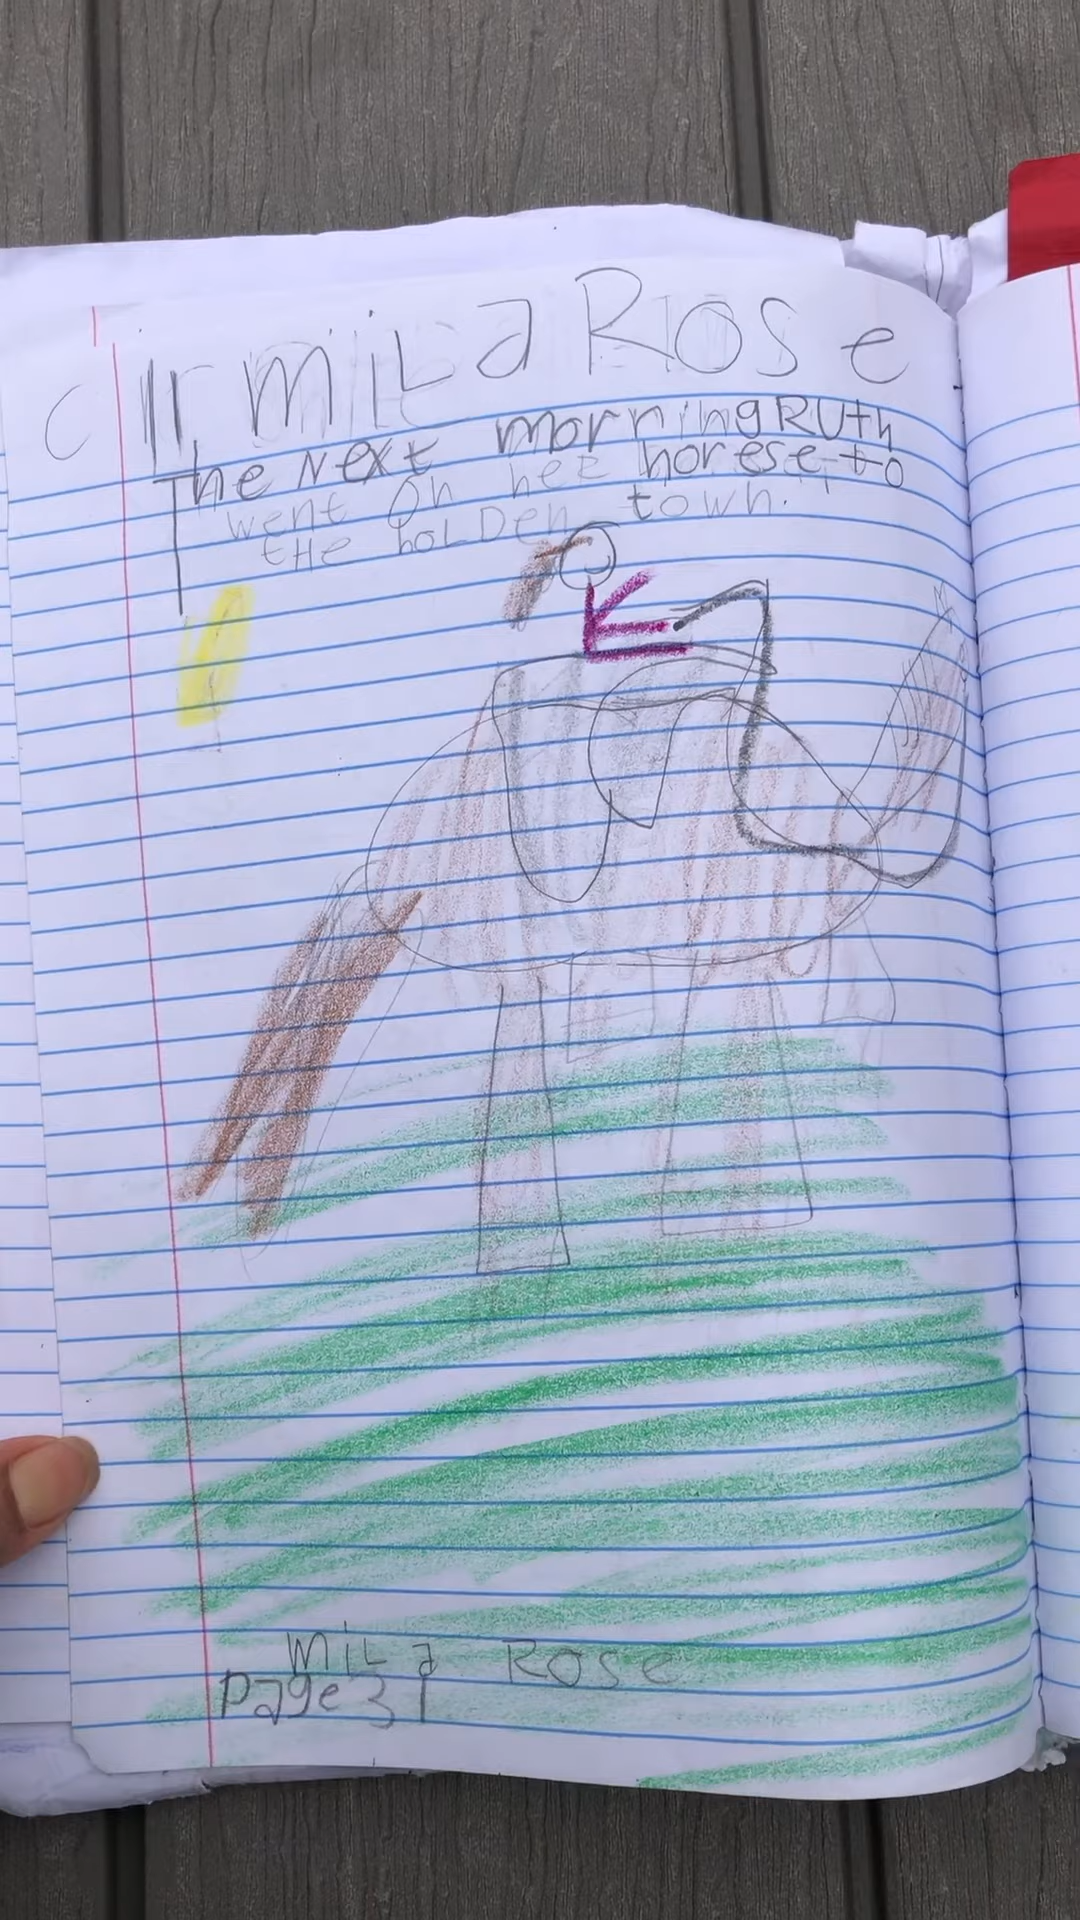 mila Rose
The Next morning RUth
went On her horese to
tHe hoLDen town.
MiLa Rose
Page 31